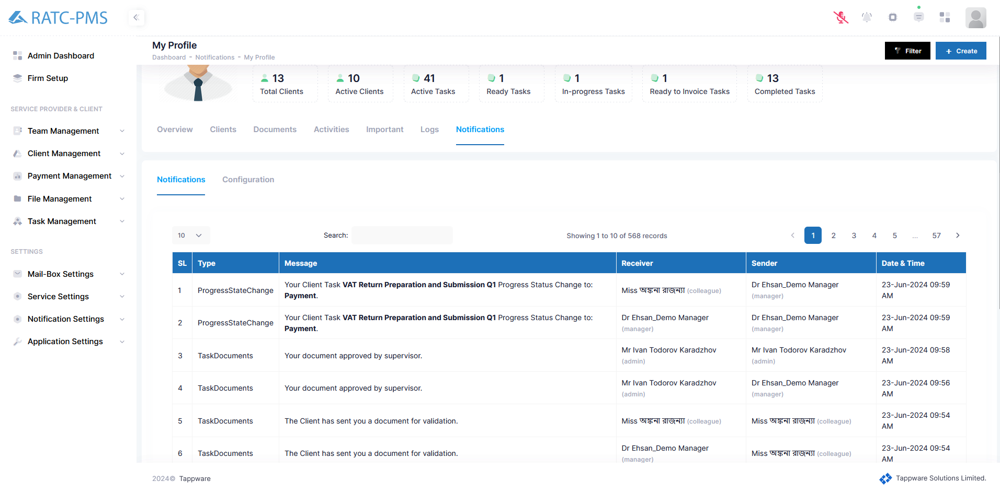 RATC-PMS
Admin Dashboard
Firm Setup
SERVICE PROVIDER & CLIENT
Team Management
Client Management
Payment Management
File Management
Task Management
SETTINGS
Mail-Box Settings
Service Settings
Notification Settings
Application Settings
My Profile
Dashboard - Notifications - My Profile
Filter
+ Create
13
Total Clients
10
Active Clients
41
Active Tasks
1
Ready Tasks
1
In-progress Tasks
1
Ready to Invoice Tasks
13
Completed Tasks
Overview Clients Documents Activities Important Logs Notifications
Notifications Configuration
10 Search: Showing 1 to 10 of 568 records 1 2 3 4 5 ... 57
SL Type Message Receiver Sender Date & Time
1 ProgressStateChange Your Client Task VAT Return Preparation and Submission Q1 Progress Status Change to:
Payment.
Miss অঙ্কনা রাজন্যা (colleague)
Dr Ehsan_Demo Manager
(manager)
23-Jun-2024 09:59
AM
2 ProgressStateChange Your Client Task VAT Return Preparation and Submission Q1 Progress Status Change to:
Payment.
Dr Ehsan_Demo Manager
(manager)
Dr Ehsan_Demo Manager
(manager)
23-Jun-2024 09:59
AM
3 TaskDocuments Your document approved by supervisor.
Mr Ivan Todorov Karadzhov
(admin)
Mr Ivan Todorov Karadzhov
(admin)
23-Jun-2024 09:58
AM
4 TaskDocuments Your document approved by supervisor.
Mr Ivan Todorov Karadzhov
(admin)
Dr Ehsan_Demo Manager
(manager)
23-Jun-2024 09:56
AM
5 TaskDocuments The Client has sent you a document for validation.
Miss অঙ্কনা রাজন্যা (colleague)
Miss অঙ্কনা রাজন্যা (colleague)
23-Jun-2024 09:54
AM
6 TaskDocuments The Client has sent you a document for validation.
Dr Ehsan_Demo Manager
(manager)
Miss অঙ্কনা রাজন্যা (colleague)
23-Jun-2024 09:54
AM
2024© Tappware
Tappware Solutions Limited.